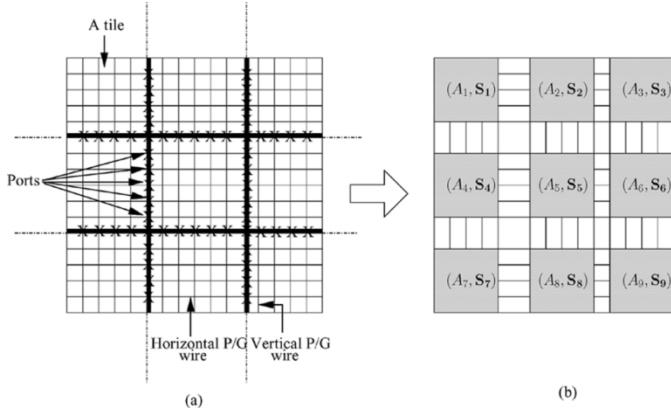 A tile
Ports
Horizontal P/G
wire
Vertical P/G
wire
(a)
(A₁, S₁)
(A₂, S₂)
(A₃, S₃)
(A₄, S₄)
(A₅, S₅)
(A₆, S₆)
(A₇, S₇)
(A₈, S₈)
(A₉, S₉)
(b)